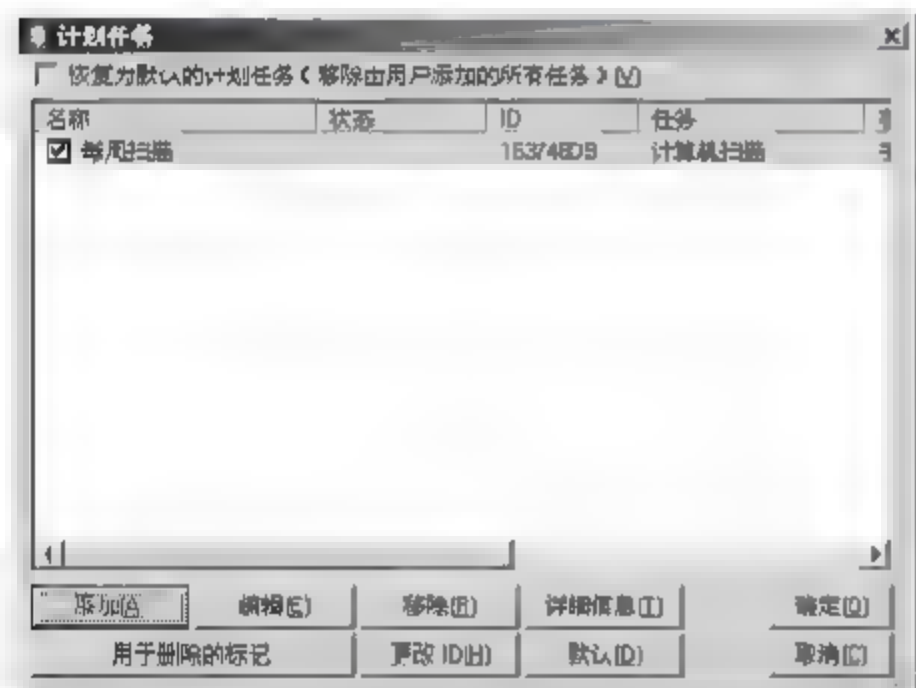 计划任务
恢复为默认的计划任务(移除由用户添加的所有任务)(V)
名称 状态 ID 任务
每周扫描 计算机扫描
添加(A) 编辑(E) 移除(R) 详细信息(T) 确定(O)
用于删除的标记 更改 ID(H) 默认(D) 取消(C)